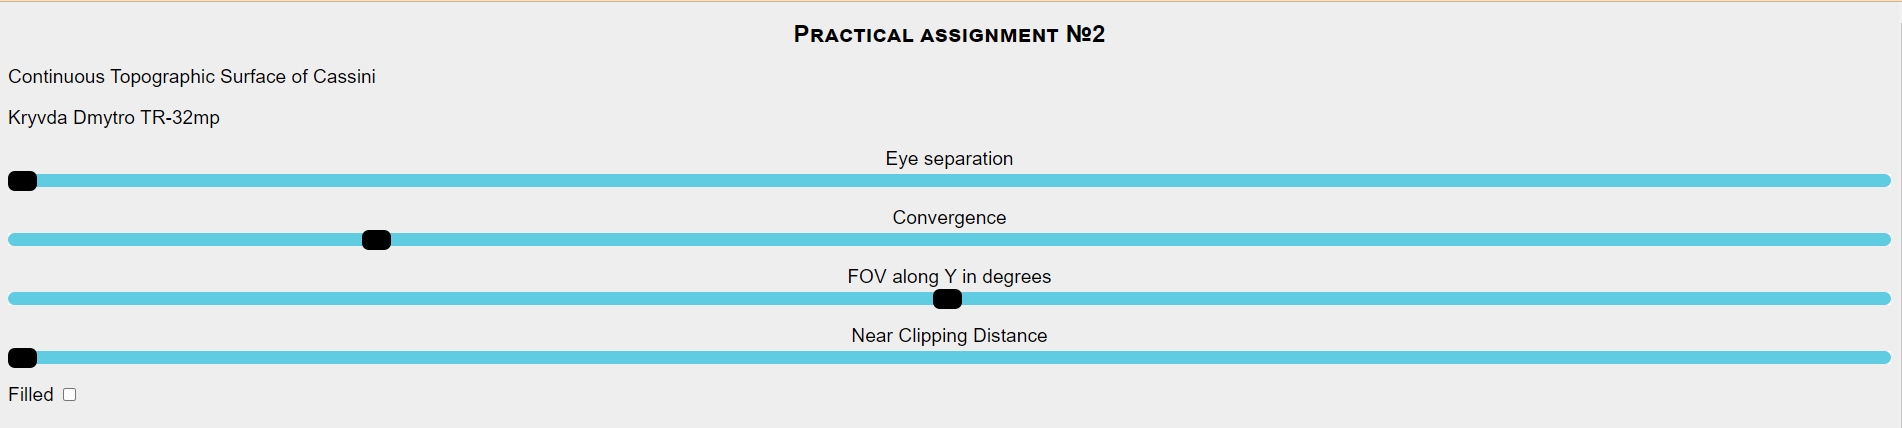 Practical assignment №2
Continuous Topographic Surface of Cassini
Kryvda Dmytro TR-32mp
Eye separation
Convergence
FOV along Y in degrees
Near Clipping Distance
Filled